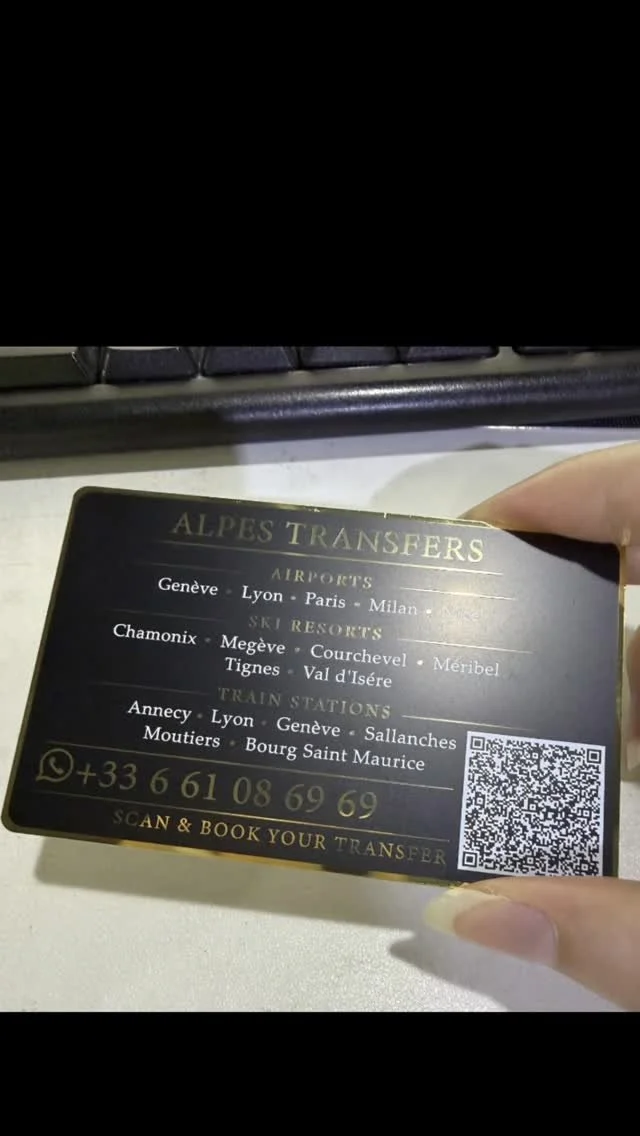 ALPES TRANSFERS
AIRPORTS
Genève • Lyon • Paris • Milan • Nice
SKI RESORTS
Chamonix • Megève • Courchevel • Méribel
Tignes • Val d'Isére
TRAIN STATIONS
Annecy • Lyon • Genève • Sallanches
Moutiers • Bourg Saint Maurice
+33 6 61 08 69 69
SCAN & BOOK YOUR TRANSFER